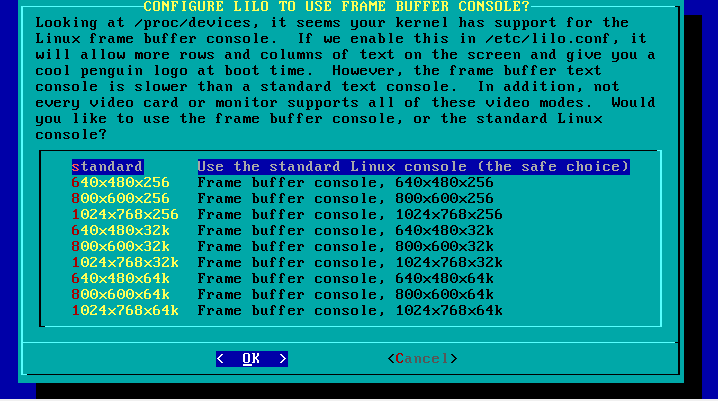 CONFIGURE LILO TO USE FRAME BUFFER CONSOLE?
Looking at /proc/devices, it seems your kernel has support for the
Linux frame buffer console.  If we enable this in /etc/lilo.conf, it
will allow more rows and columns of text on the screen and give you a
cool penguin logo at boot time.  However, the frame buffer text
console is slower than a standard text console.  In addition, not
every video card or monitor supports all of these video modes.  Would
you like to use the frame buffer console, or the standard Linux
console?
standard Use the standard Linux console (the safe choice)
640x480x256 Frame buffer console, 640x480x256
800x600x256 Frame buffer console, 800x600x256
1024x768x256 Frame buffer console, 1024x768x256
640x480x32k Frame buffer console, 640x480x32k
800x600x32k Frame buffer console, 800x600x32k
1024x768x32k Frame buffer console, 1024x768x32k
640x480x64k Frame buffer console, 640x480x64k
800x600x64k Frame buffer console, 800x600x64k
1024x768x64k Frame buffer console, 1024x768x64k
<  OK  > <Cancel>